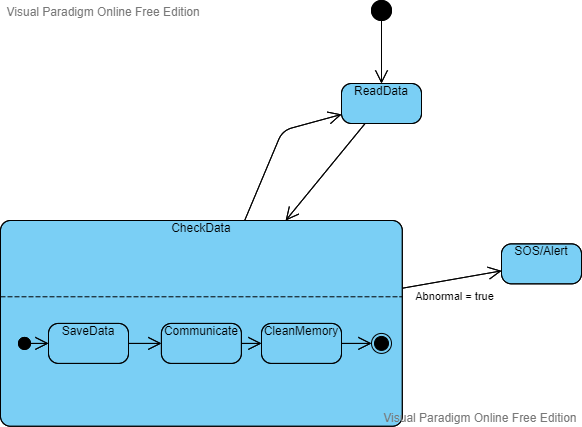 Visual Paradigm Online Free Edition
ReadData
CheckData
SOS/Alert
Abnormal = true
SaveData
Communicate
CleanMemory
Visual Paradigm Online Free Edition